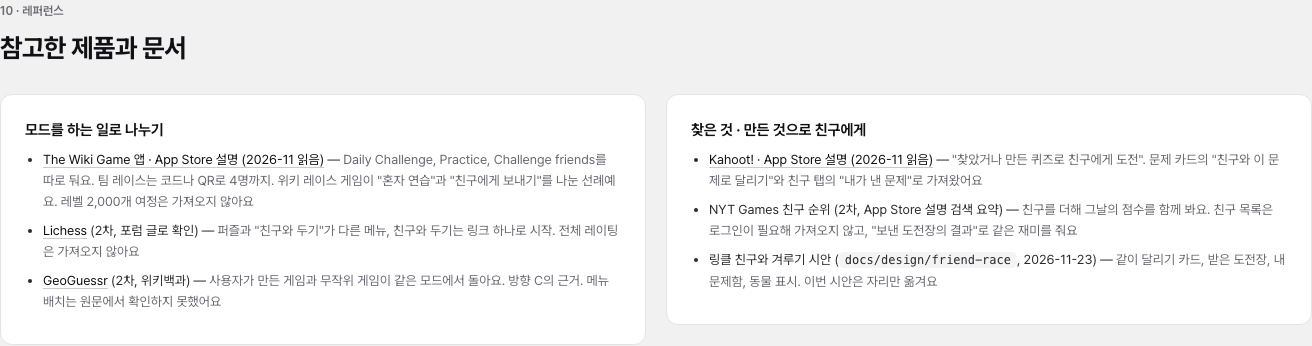 10 · 레퍼런스
참고한 제품과 문서
모드를 하는 일로 나누기
• The Wiki Game 앱 · App Store 설명 (2026-11 읽음) — Daily Challenge, Practice, Challenge friends를
따로 둬요. 팀 레이스는 코드나 QR로 4명까지. 위키 레이스 게임이 "혼자 연습"과 "친구에게 보내기"를 나눈 선례예
요. 레벨 2,000개 여정은 가져오지 않아요
• Lichess (2차, 포럼 글로 확인) — 퍼즐과 "친구와 두기"가 다른 메뉴, 친구와 두기는 링크 하나로 시작. 전체 레이팅
은 가져오지 않아요
• GeoGuessr (2차, 위키백과) — 사용자가 만든 게임과 무작위 게임이 같은 모드에서 돌아요. 방향 C의 근거. 메뉴
배치는 원문에서 확인하지 못했어요
찾은 것 · 만든 것으로 친구에게
• Kahoot! · App Store 설명 (2026-11 읽음) — "찾았거나 만든 퀴즈로 친구에게 도전". 문제 카드의 "친구와 이 문
제로 달리기"와 친구 탭의 "내가 낸 문제"로 가져왔어요
• NYT Games 친구 순위 (2차, App Store 설명 검색 요약) — 친구를 더해 그날의 점수를 함께 봐요. 친구 목록은
로그인이 필요해 가져오지 않고, "보낸 도전장의 결과"로 같은 재미를 줘요
• 링클 친구와 겨루기 시안 ( docs/design/friend-race , 2026-11-23) — 같이 달리기 카드, 받은 도전장, 내
문제함, 동물 표시. 이번 시안은 자리만 옮겨요